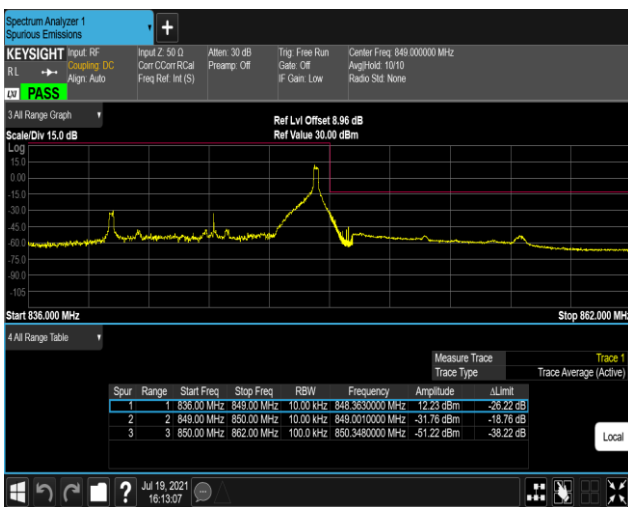 Spectrum Analyzer 1
Spurious Emissions
KEYSIGHT Input: RF Input Z: 50 Ω Atten: 30 dB Trig: Free Run Center Freq: 849.000000 MHz
Coupling: DC Corr CCorr RCal Preamp: Off Gate: Off Avg|Hold: 10/10
RL Align: Auto Freq Ref: Int (S) IF Gain: Low Radio Std: None
LXI PASS
3 All Range Graph
Ref Lvl Offset 8.96 dB
Scale/Div 15.0 dB Ref Value 30.00 dBm
Log
15.0
0.00
-15.0
-30.0
-45.0
-60.0
-75.0
-90.0
-105
Start 836.000 MHz Stop 862.000 MHz
4 All Range Table
Measure Trace Trace 1
Trace Type Trace Average (Active)
Spur Range Start Freq Stop Freq RBW Frequency Amplitude ΔLimit
1 1 836.00 MHz 849.00 MHz 10.00 kHz 848.3630000 MHz 12.23 dBm -26.22 dB
2 2 849.00 MHz 850.00 MHz 10.00 kHz 849.0010000 MHz -31.76 dBm -18.76 dB
3 3 850.00 MHz 862.00 MHz 100.0 kHz 850.3480000 MHz -51.22 dBm -38.22 dB
Local
Jul 19, 2021
16:13:07